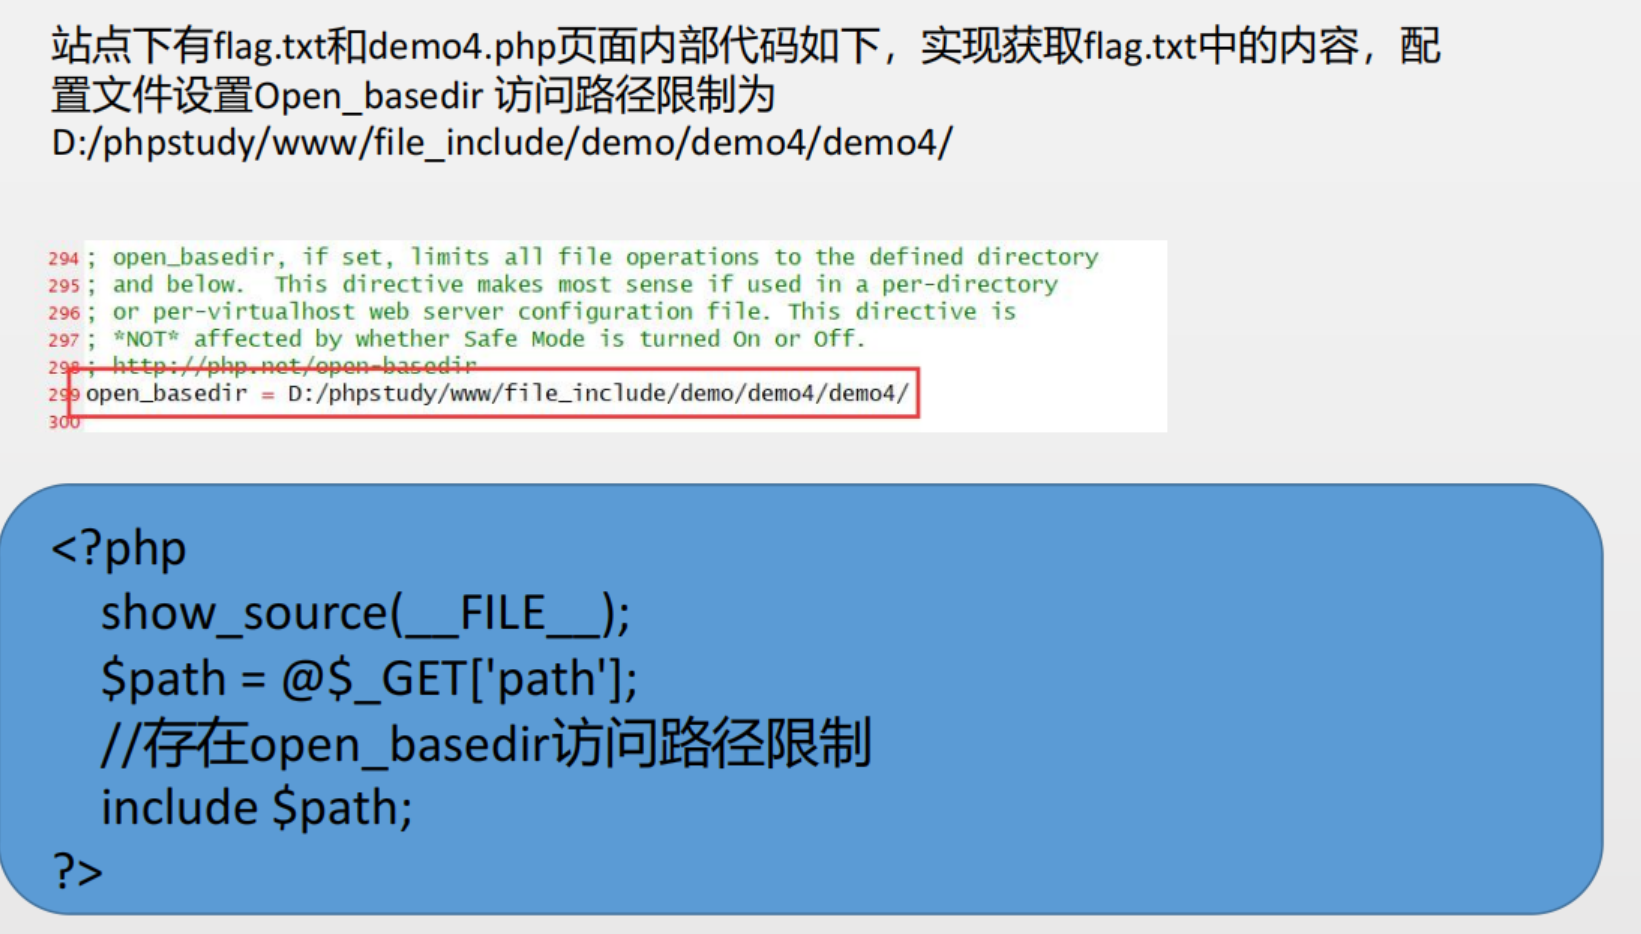 站点下有flag.txt和demo4.php页面内部代码如下，实现获取flag.txt中的内容，配
置文件设置Open_basedir 访问路径限制为
D:/phpstudy/www/file_include/demo/demo4/demo4/
294 ; open_basedir, if set, limits all file operations to the defined directory
295 ; and below.  This directive makes most sense if used in a per-directory
296 ; or per-virtualhost web server configuration file. This directive is
297 ; *NOT* affected by whether Safe Mode is turned On or Off.
298 ; http://php.net/open-basedir
299 open_basedir = D:/phpstudy/www/file_include/demo/demo4/demo4/
300
<?php
show_source(__FILE__);
$path = @$_GET['path'];
//存在open_basedir访问路径限制
include $path;
?>